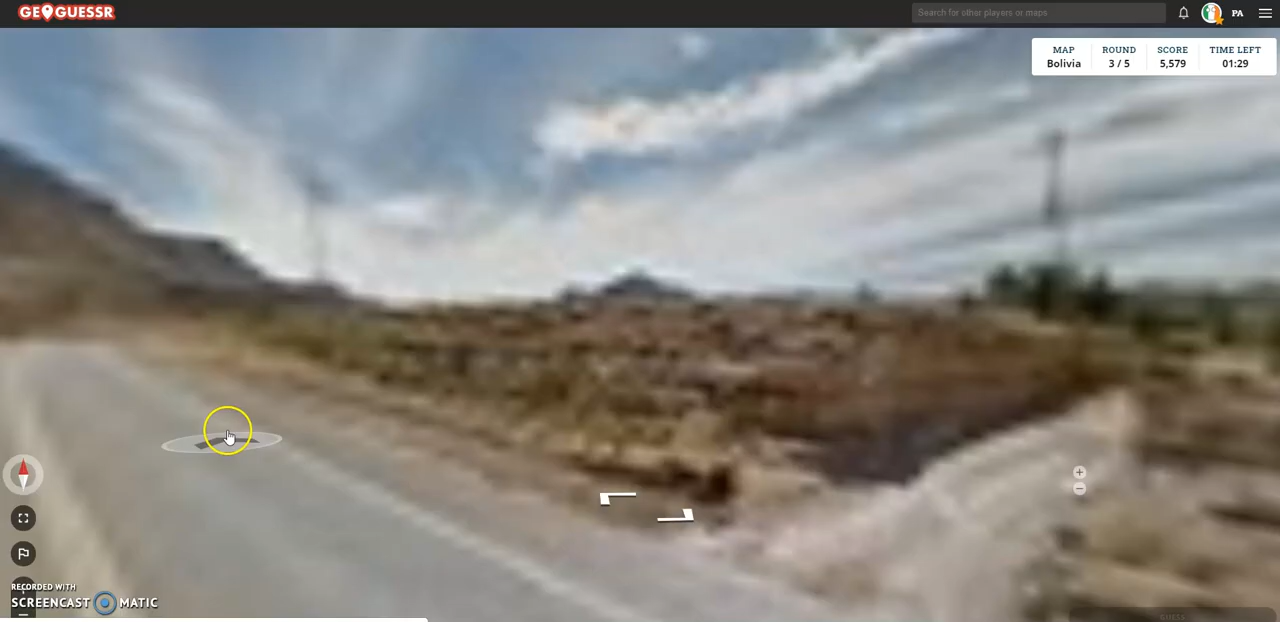 GEOGUESSR
Search for other players or maps
PA
MAP
Bolivia
ROUND
3 / 5
SCORE
5,579
TIME LEFT
01:29
RECORDED WITH
SCREENCAST MATIC
GUESS